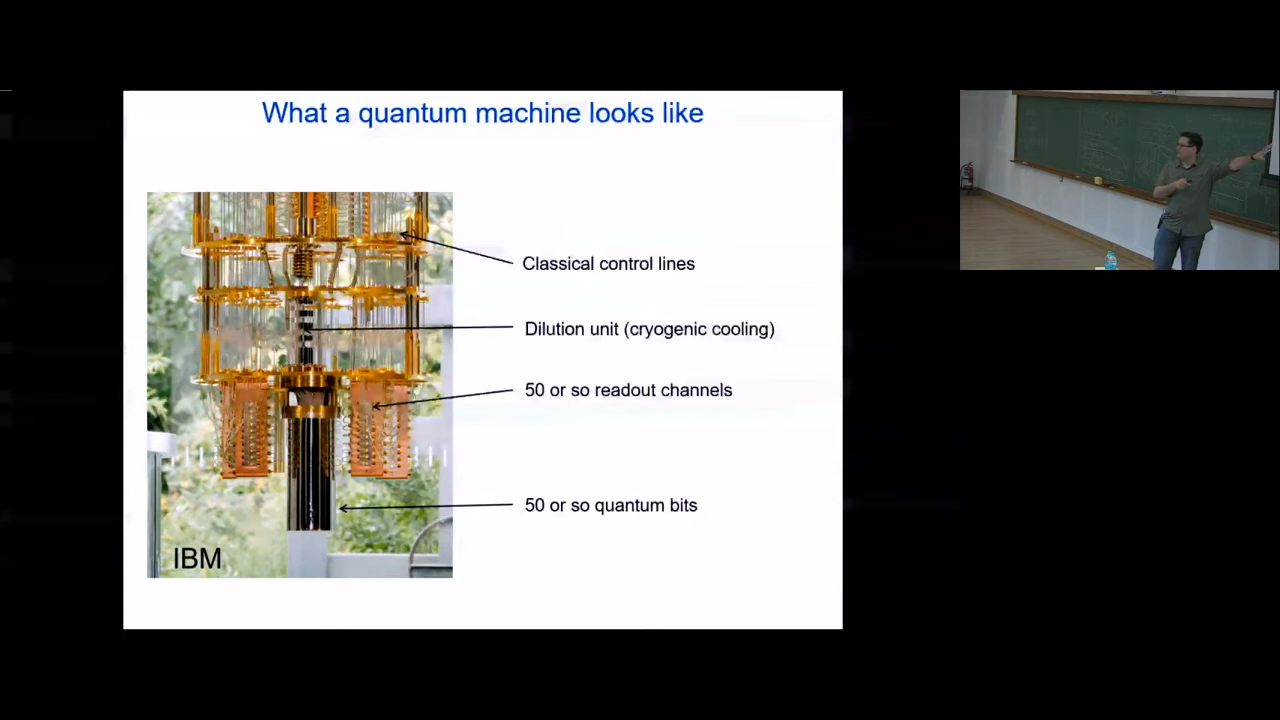 What a quantum machine looks like
Classical control lines
Dilution unit (cryogenic cooling)
50 or so readout channels
50 or so quantum bits
IBM